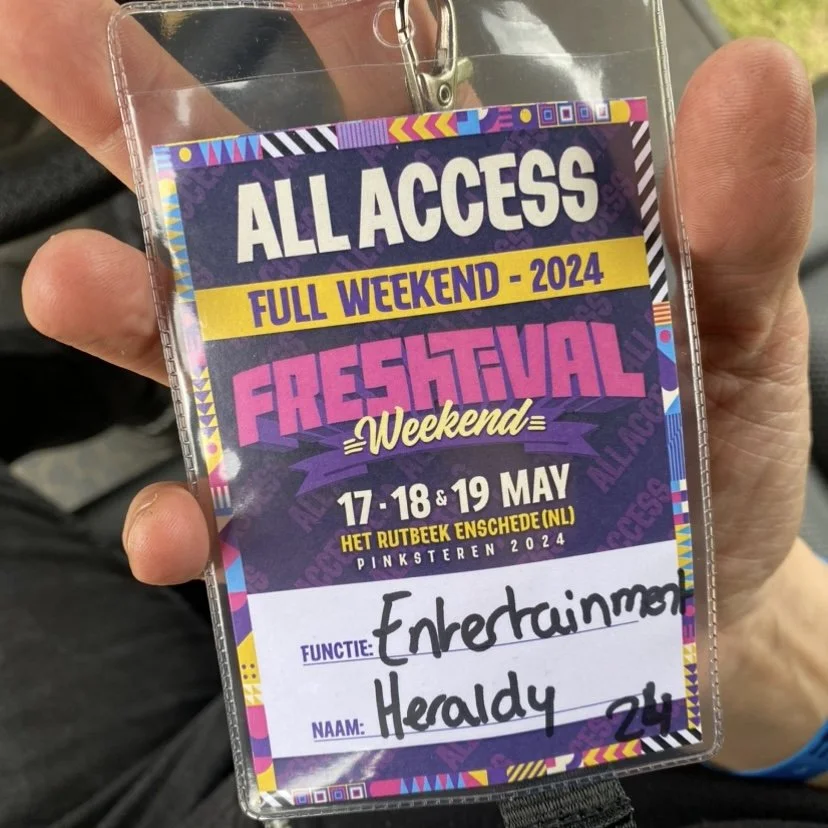 ALL ACCESS
FULL WEEKEND - 2024
FRESHTiVAL
Weekend
17 - 18 & 19 MAY
HET RUTBEEK ENSCHEDE (NL)
PINKSTEREN 2024
FUNCTIE: Entertainment
NAAM: Heraldy 24